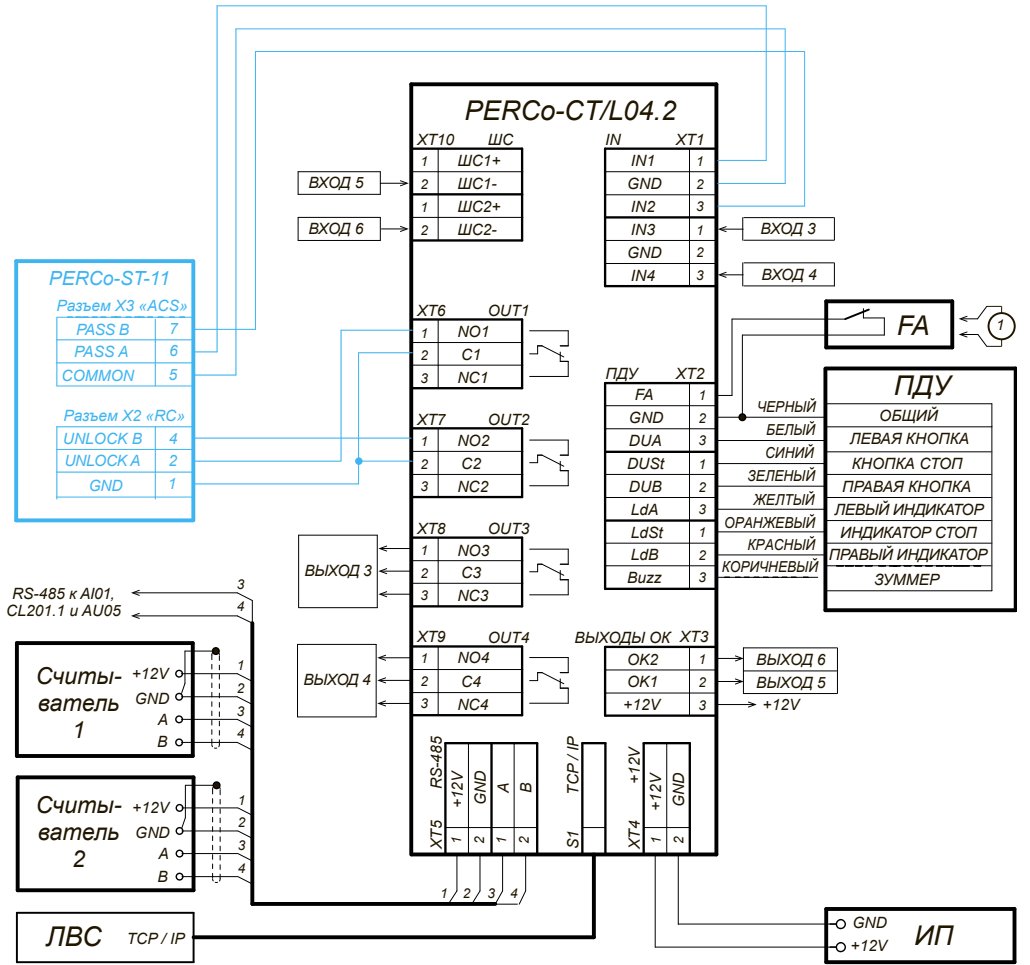 PERCo-CT/L04.2
XT10 ШС
1 ШС1+
2 ШС1-
1 ШС2+
2 ШС2-
ВХОД 5
ВХОД 6
IN XT1
IN1 1
GND 2
IN2 3
IN3 1
GND 2
IN4 3
ВХОД 3
ВХОД 4
PERCo-ST-11
Разъем X3 «ACS»
PASS B 7
PASS A 6
COMMON 5
Разъем X2 «RC»
UNLOCK B 4
UNLOCK A 2
GND 1
XT6 OUT1
1 NO1
2 C1
3 NC1
XT7 OUT2
1 NO2
2 C2
3 NC2
XT8 OUT3
1 NO3
2 C3
3 NC3
ВЫХОД 3
XT9 OUT4
1 NO4
2 C4
3 NC4
ВЫХОД 4
FA
1
ПДУ XT2
FA 1
GND 2
DUA 3
DUSt 1
DUB 2
LdA 3
LdSt 1
LdB 2
Buzz 3
ЧЕРНЫЙ
БЕЛЫЙ
СИНИЙ
ЗЕЛЕНЫЙ
ЖЕЛТЫЙ
ОРАНЖЕВЫЙ
КРАСНЫЙ
КОРИЧНЕВЫЙ
ПДУ
ОБЩИЙ
ЛЕВАЯ КНОПКА
КНОПКА СТОП
ПРАВАЯ КНОПКА
ЛЕВЫЙ ИНДИКАТОР
ИНДИКАТОР СТОП
ПРАВЫЙ ИНДИКАТОР
ЗУММЕР
ВЫХОДЫ ОК XT3
OK2 1
OK1 2
+12V 3
ВЫХОД 6
ВЫХОД 5
+12V
RS-485 к AI01,
CL201.1 и AU05
3
4
Считы-
ватель
1
+12V
GND
A
B
1
2
3
4
Считы-
ватель
2
+12V
GND
A
B
1
2
3
4
XT5 RS-485
1 +12V
2 GND
1 A
2 B
1 2 3 4
S1 TCP / IP
XT4 +12V
1 +12V
2 GND
ЛВС TCP / IP
GND
+12V
ИП